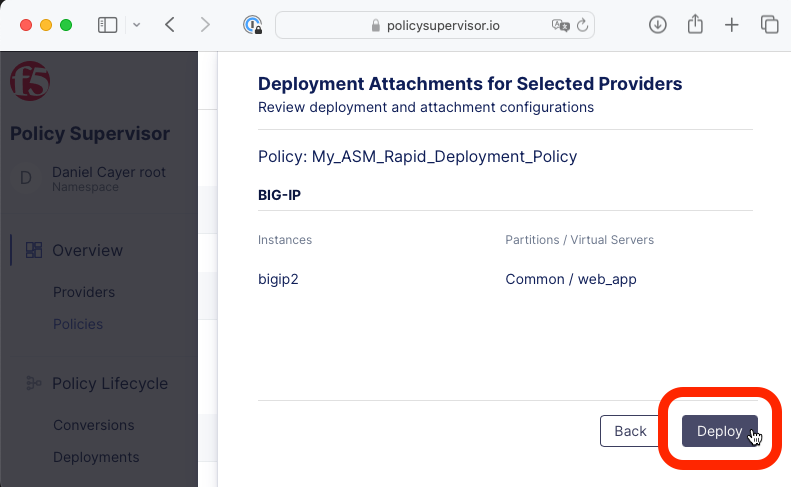 policysupervisor.io
f5
Policy Supervisor
D
Daniel Cayer root
Namespace
Overview
Providers
Policies
Policy Lifecycle
Conversions
Deployments
Deployment Attachments for Selected Providers
Review deployment and attachment configurations
Policy: My_ASM_Rapid_Deployment_Policy
BIG-IP
Instances Partitions / Virtual Servers
bigip2 Common / web_app
Back Deploy